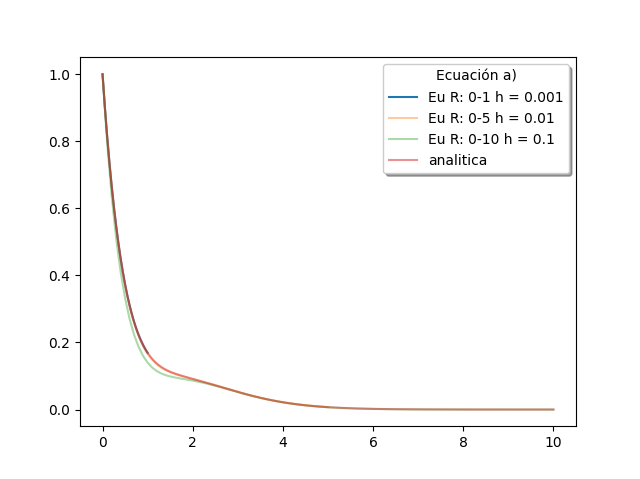 Ecuación a)
Eu R: 0-1 h = 0.001
Eu R: 0-5 h = 0.01
Eu R: 0-10 h = 0.1
analitica
1.0
0.8
0.6
0.4
0.2
0.0
0 2 4 6 8 10